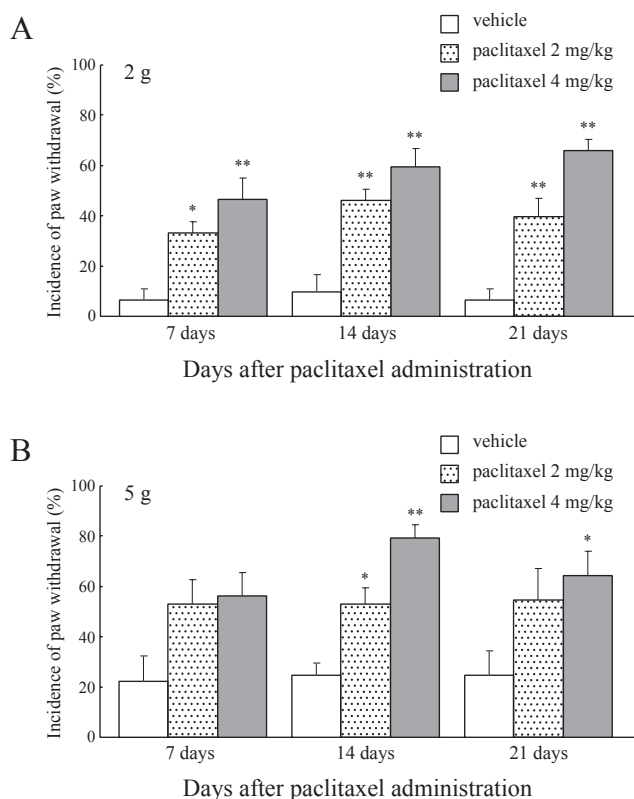 A
vehicle
paclitaxel 2 mg/kg
paclitaxel 4 mg/kg
2 g
Incidence of paw withdrawal (%)
100
80
60
40
20
0
*
**
**
**
**
**
7 days
14 days
21 days
Days after paclitaxel administration
B
vehicle
paclitaxel 2 mg/kg
paclitaxel 4 mg/kg
5 g
Incidence of paw withdrawal (%)
100
80
60
40
20
0
*
**
*
7 days
14 days
21 days
Days after paclitaxel administration